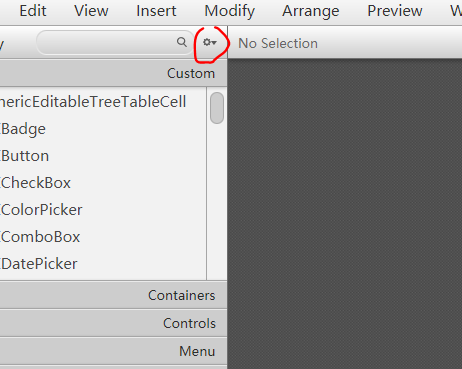 Edit View Insert Modify Arrange Preview W
y No Selection
Custom
nericEditableTreeTableCell
Badge
Button
CheckBox
ColorPicker
ComboBox
DatePicker
Containers
Controls
Menu